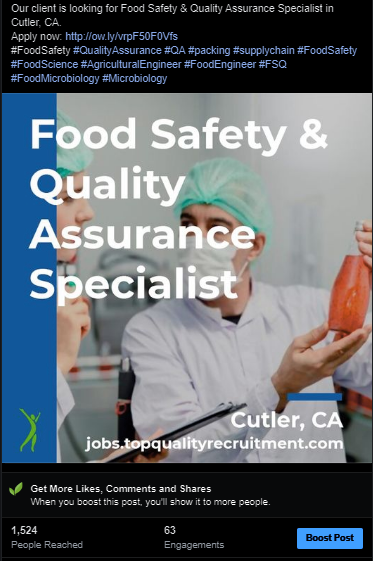 Our client is looking for Food Safety & Quality Assurance Specialist in
Cutler, CA.
Apply now: http://ow.ly/vrpF50F0Vfs
#FoodSafety #QualityAssurance #QA #packing #supplychain #FoodSafety
#FoodScience #AgriculturalEngineer #FoodEngineer #FSQ
#FoodMicrobiology #Microbiology
Food Safety &
Quality
Assurance
Specialist
Cutler, CA
jobs.topqualityrecruitment.com
Get More Likes, Comments and Shares
When you boost this post, you'll show it to more people.
1,524
People Reached
63
Engagements
Boost Post